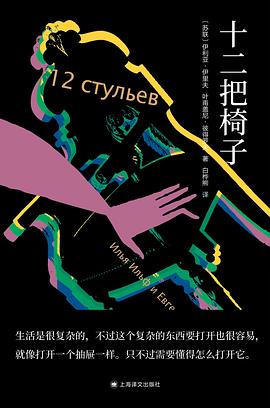 12 стульев
十二把椅子
〔苏联〕伊利亚·伊里夫 叶甫盖尼·彼得罗夫 著 白桦熊 译
Илья Ильф и Евге
生活是很复杂的，不过这个复杂的东西要打开也很容易，
就像打开一个抽屉一样。只不过需要懂得怎么打开它。
上海译文出版社